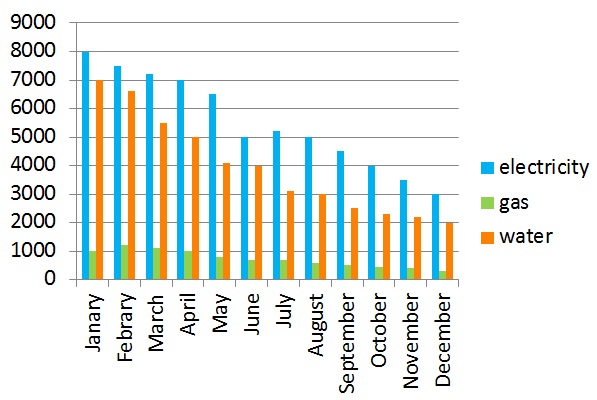 9000
8000
7000
6000
5000
4000
3000
2000
1000
0
Janary
Febrary
March
April
May
June
July
August
September
October
November
December
electricity
gas
water